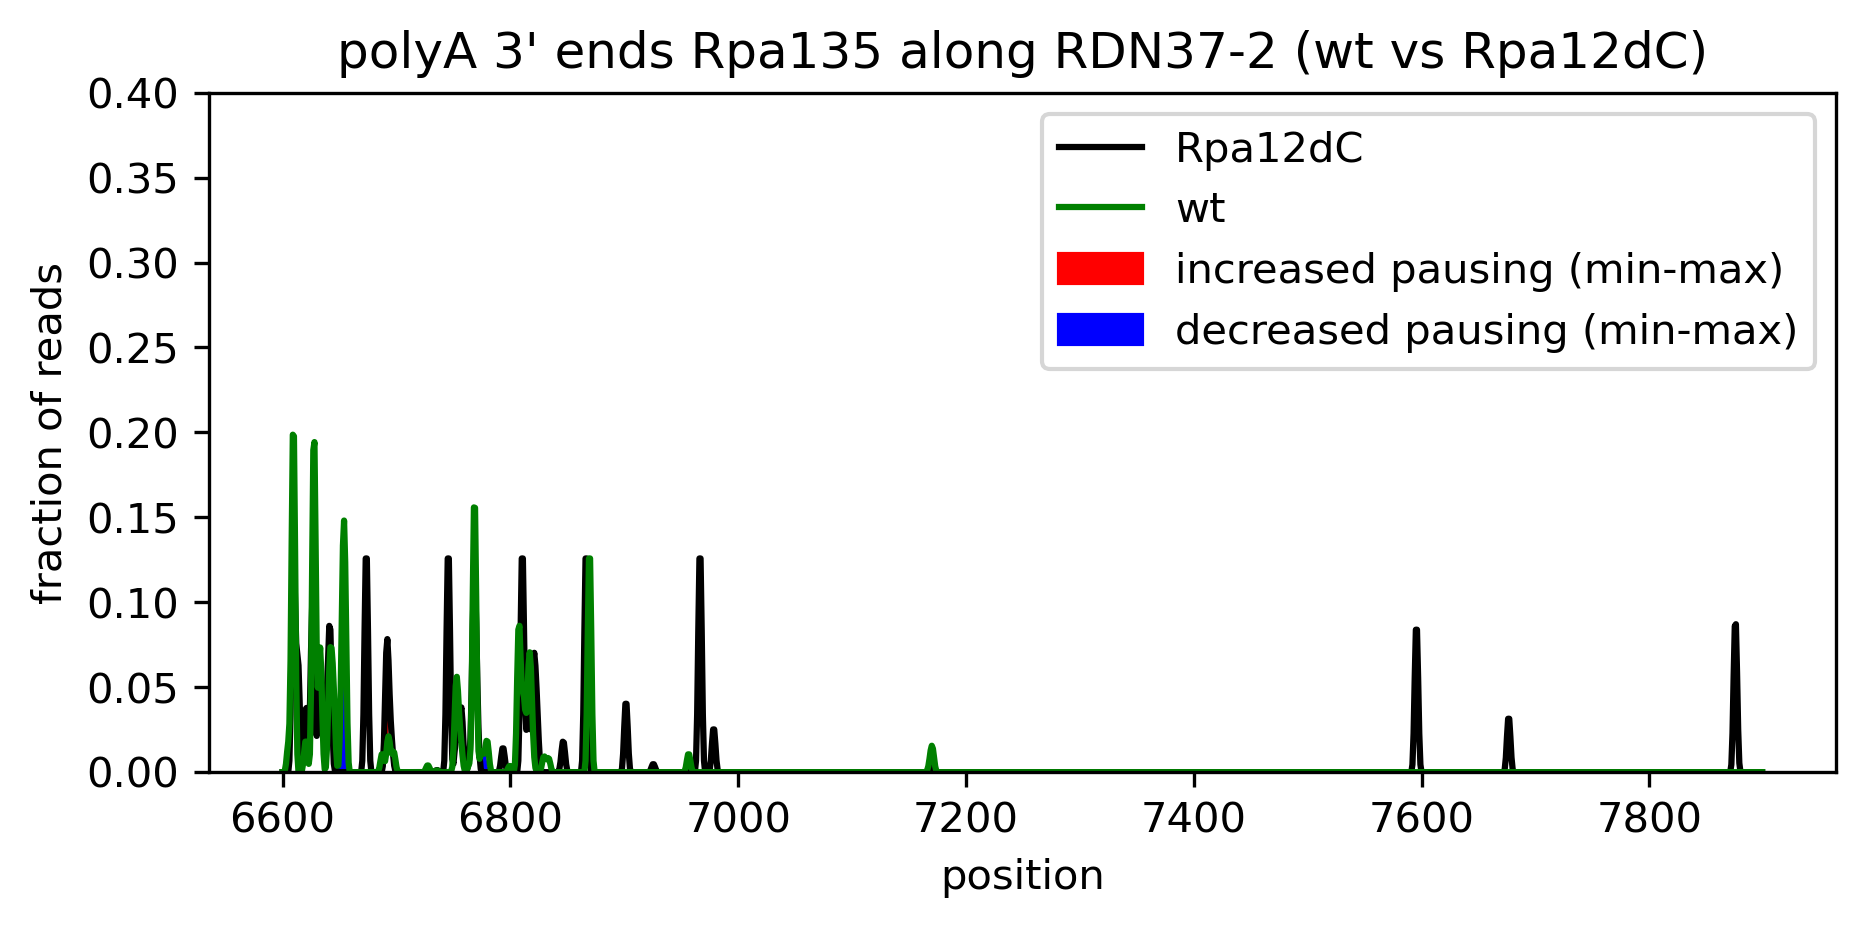 polyA 3' ends Rpa135 along RDN37-2 (wt vs Rpa12dC)
0.40
0.35
0.30
0.25
0.20
0.15
0.10
0.05
0.00
fraction of reads
Rpa12dC
wt
increased pausing (min-max)
decreased pausing (min-max)
6600 6800 7000 7200 7400 7600 7800
position